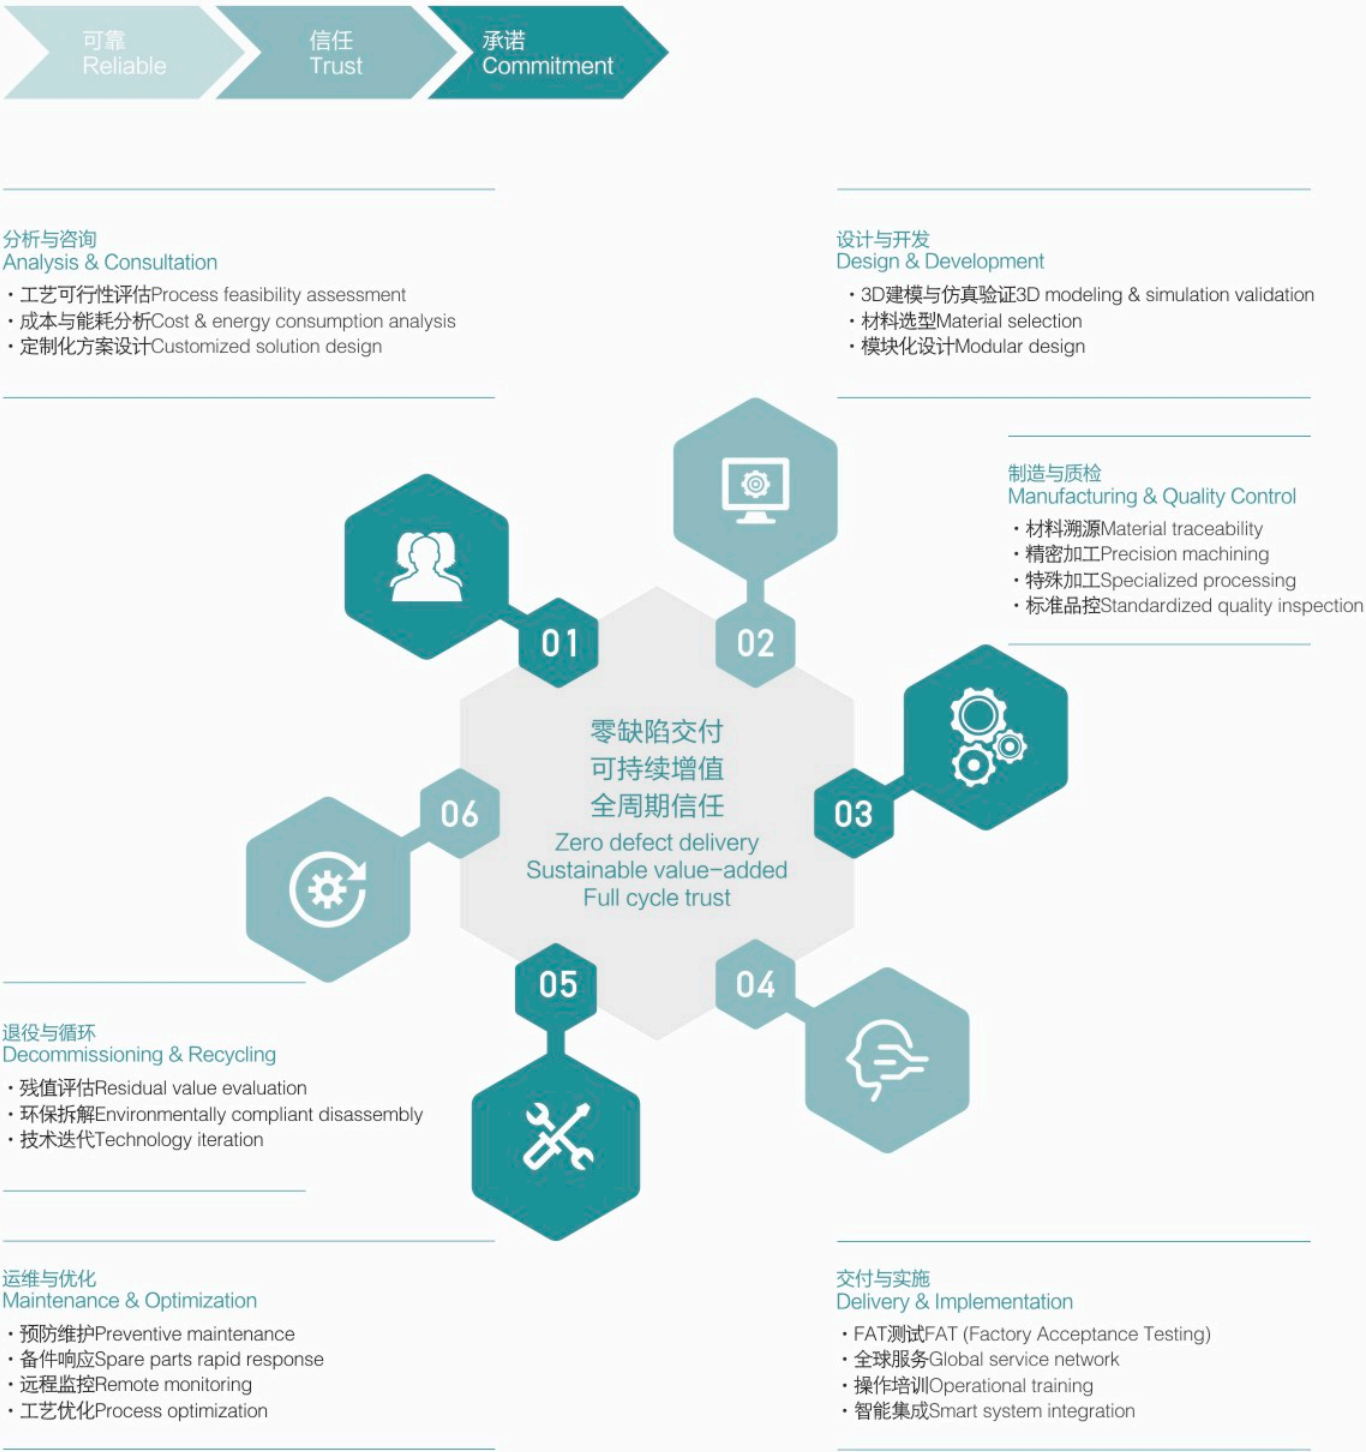 可靠
Reliable
信任
Trust
承诺
Commitment
分析与咨询
Analysis & Consultation
・工艺可行性评估Process feasibility assessment
・成本与能耗分析Cost & energy consumption analysis
・定制化方案设计Customized solution design
设计与开发
Design & Development
・3D建模与仿真验证3D modeling & simulation validation
・材料选型Material selection
・模块化设计Modular design
制造与质检
Manufacturing & Quality Control
・材料溯源Material traceability
・精密加工Precision machining
・特殊加工Specialized processing
・标准品控Standardized quality inspection
01
02
03
04
05
06
零缺陷交付
可持续增值
全周期信任
Zero defect delivery
Sustainable value-added
Full cycle trust
退役与循环
Decommissioning & Recycling
・残值评估Residual value evaluation
・环保拆解Environmentally compliant disassembly
・技术迭代Technology iteration
运维与优化
Maintenance & Optimization
・预防维护Preventive maintenance
・备件响应Spare parts rapid response
・远程监控Remote monitoring
・工艺优化Process optimization
交付与实施
Delivery & Implementation
・FAT测试FAT (Factory Acceptance Testing)
・全球服务Global service network
・操作培训Operational training
・智能集成Smart system integration